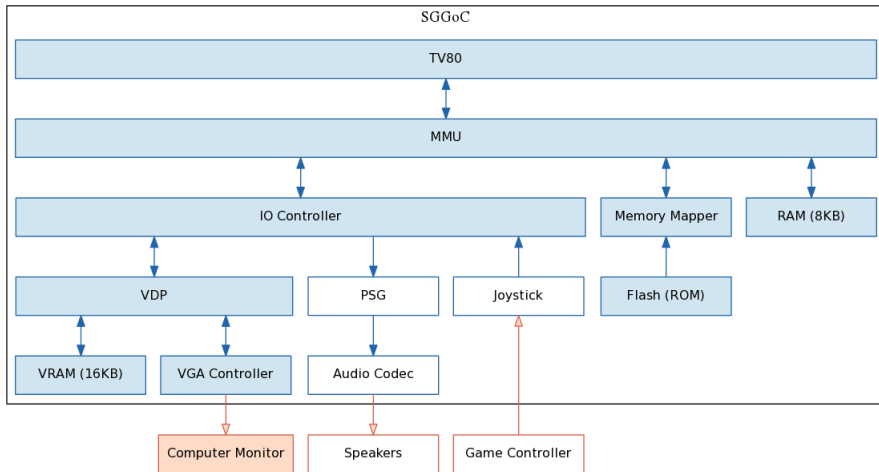 SGGoC
TV80
MMU
IO Controller
Memory Mapper
RAM (8KB)
VDP
PSG
Joystick
Flash (ROM)
VRAM (16KB)
VGA Controller
Audio Codec
Computer Monitor
Speakers
Game Controller